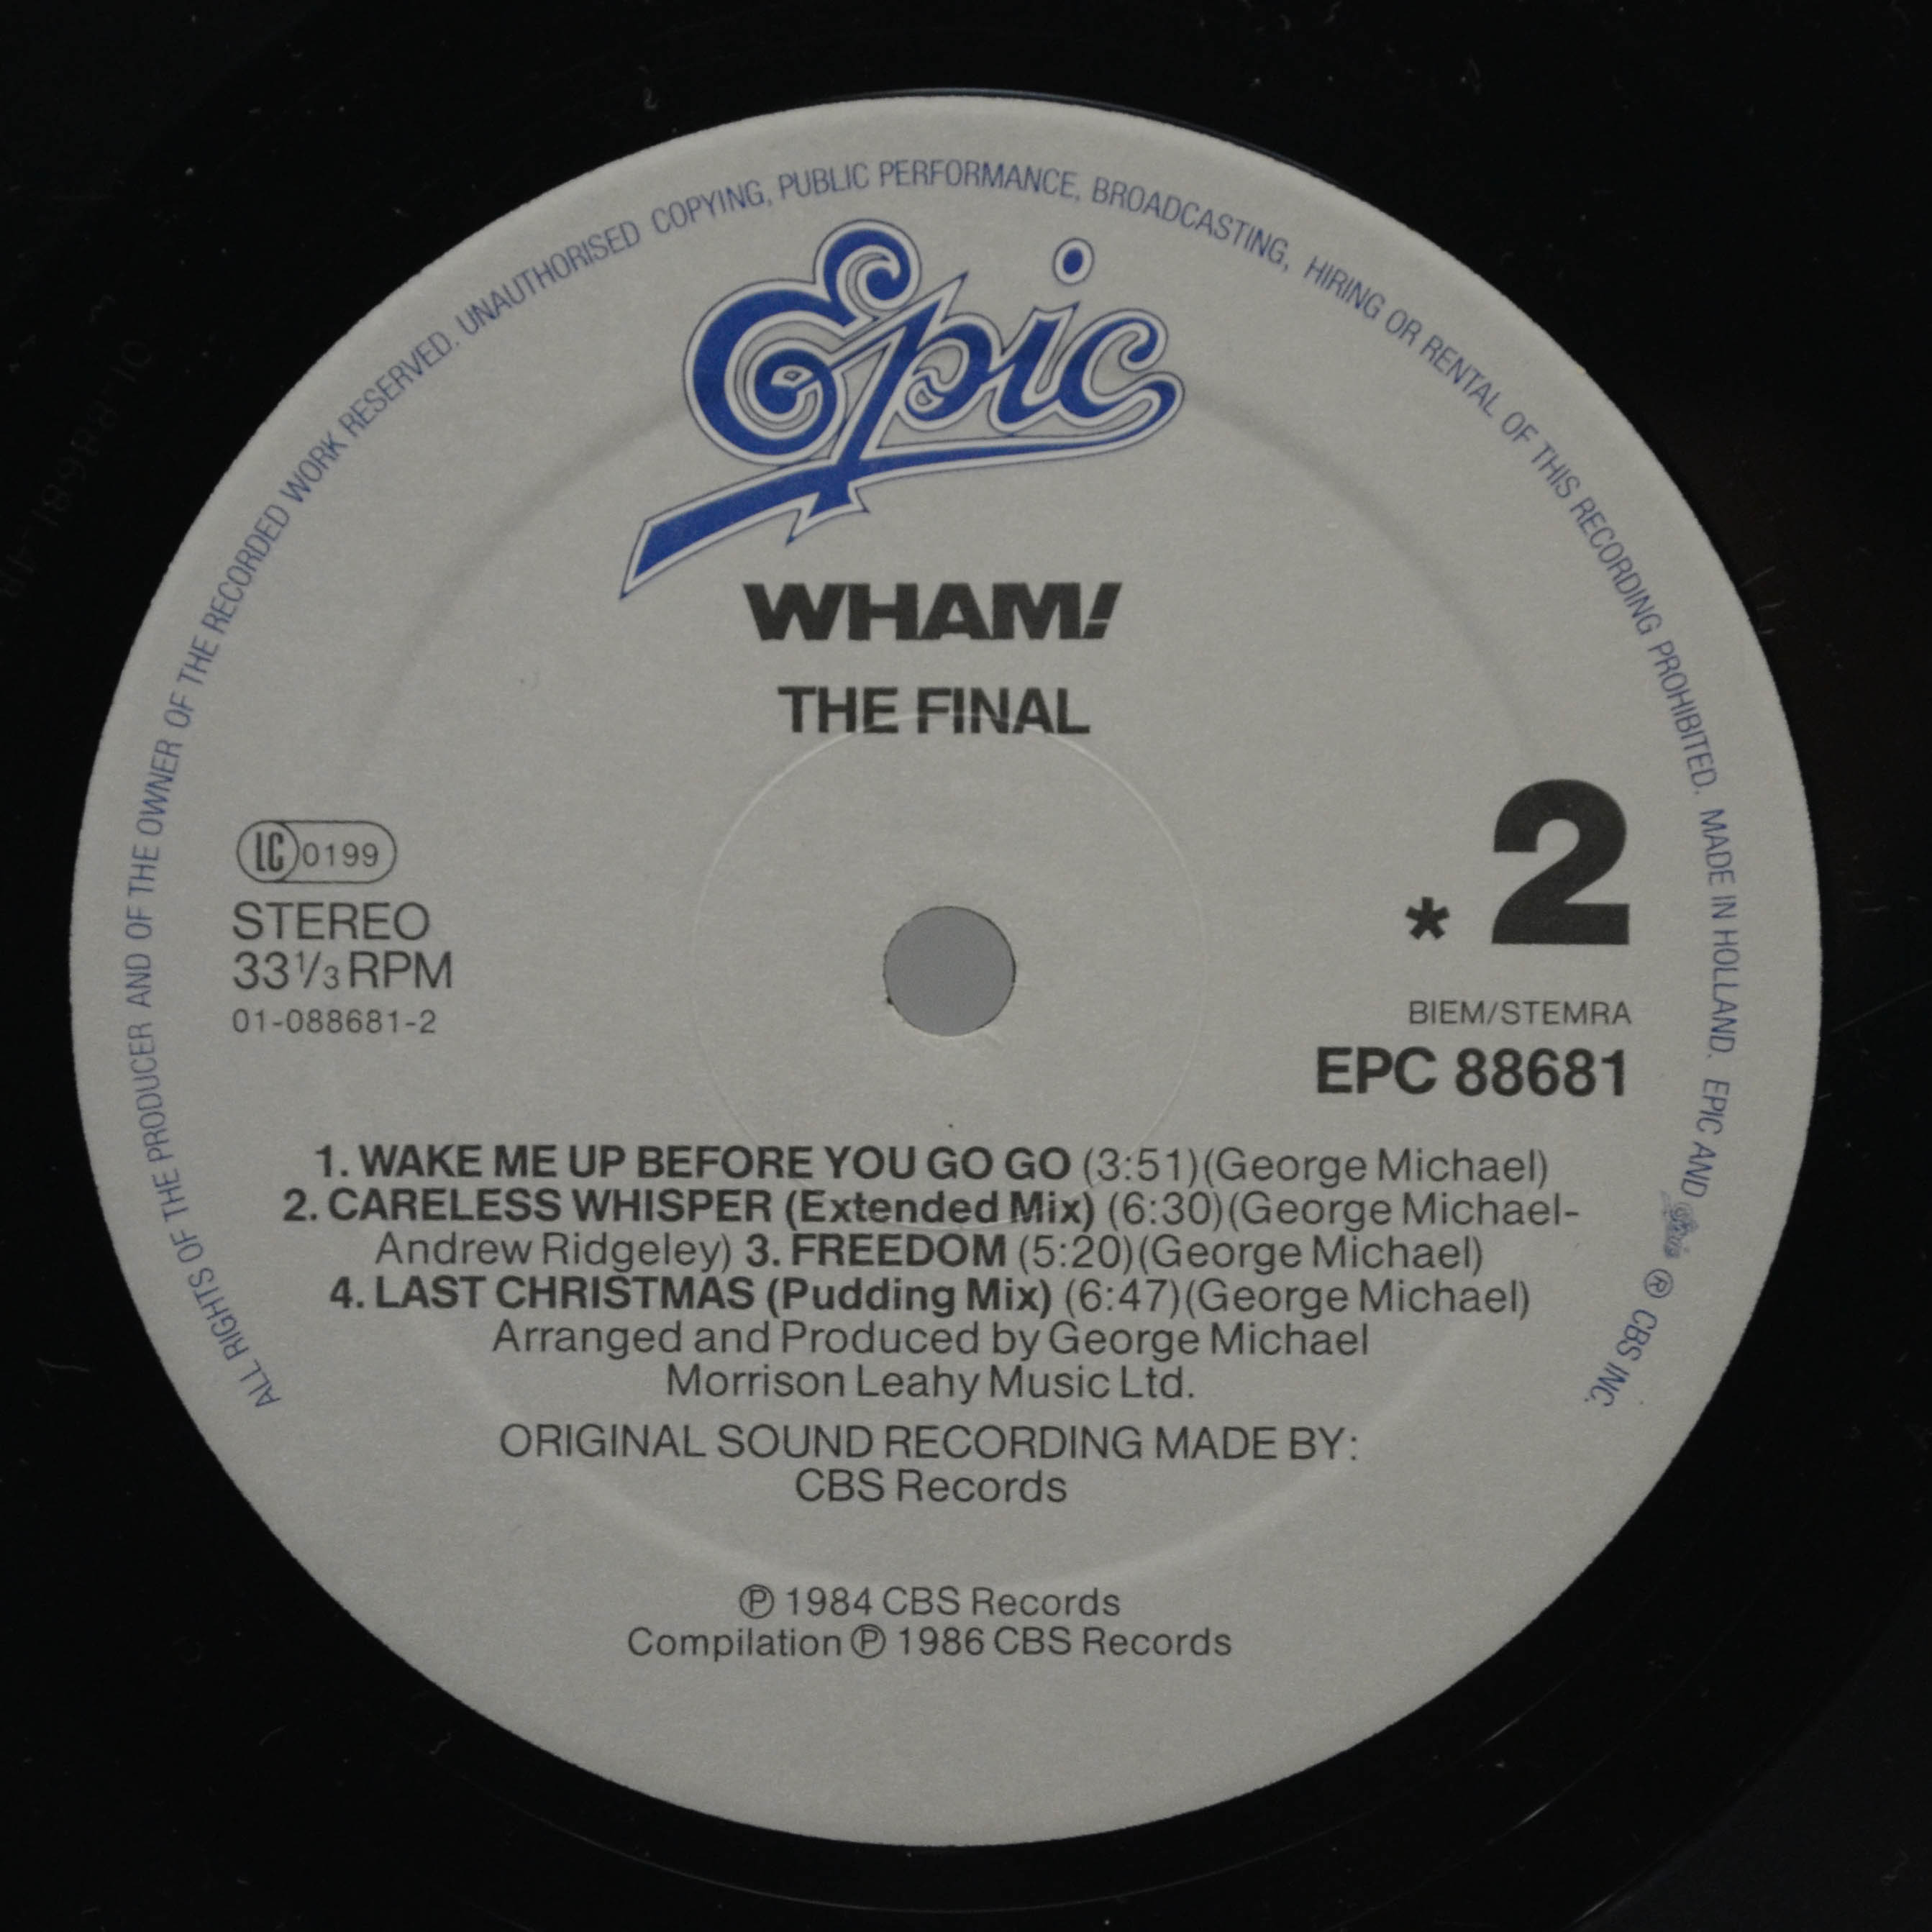 ALL RIGHTS OF THE PRODUCER AND OF THE OWNER OF THE RECORDED WORK RESERVED. UNAUTHORISED COPYING, PUBLIC PERFORMANCE, BROADCASTING, HIRING OR RENTAL OF THIS RECORDING PROHIBITED. MADE IN HOLLAND. EPIC AND Epic ® CBS INC.
Epic
WHAM!
THE FINAL
LC 0199
STEREO
33 1/3 RPM
01-088681-2
* 2
BIEM/STEMRA
EPC 88681
1. WAKE ME UP BEFORE YOU GO GO (3:51)(George Michael)
2. CARELESS WHISPER (Extended Mix) (6:30)(George Michael-
Andrew Ridgeley) 3. FREEDOM (5:20)(George Michael)
4. LAST CHRISTMAS (Pudding Mix) (6:47)(George Michael)
Arranged and Produced by George Michael
Morrison Leahy Music Ltd.
ORIGINAL SOUND RECORDING MADE BY:
CBS Records
℗ 1984 CBS Records
Compilation ℗ 1986 CBS Records